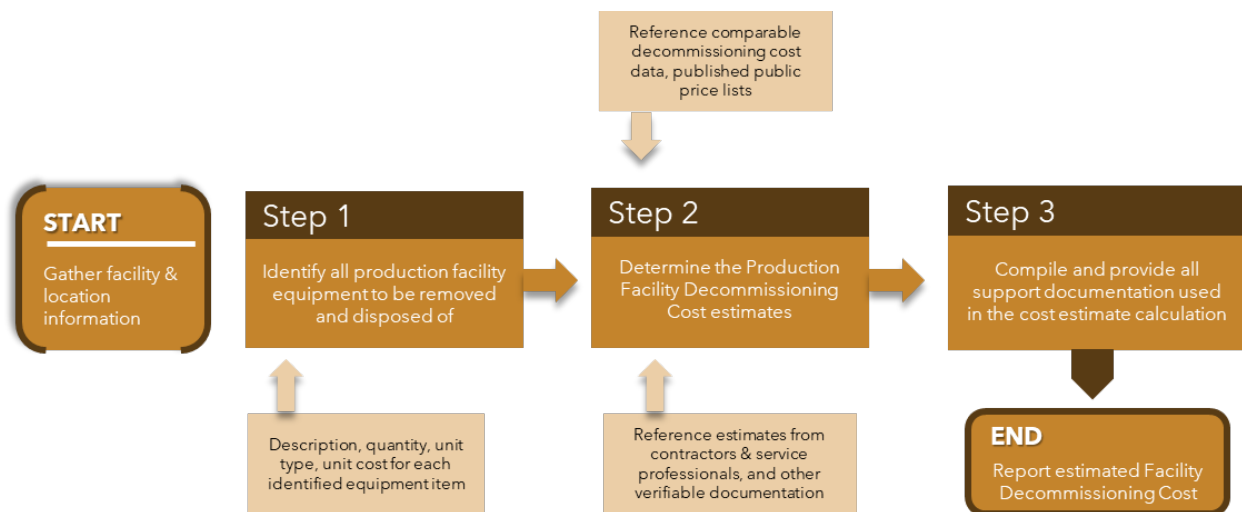 Reference comparable
decommissioning cost
data, published public
price lists
START
Gather facility &
location
information
Step 1
Identify all production facility
equipment to be removed
and disposed of
Description, quantity, unit
type, unit cost for each
identified equipment item
Step 2
Determine the Production
Facility Decommissioning
Cost estimates
Reference estimates from
contractors & service
professionals, and other
verifiable documentation
Step 3
Compile and provide all
support documentation used
in the cost estimate calculation
END
Report estimated Facility
Decommissioning Cost